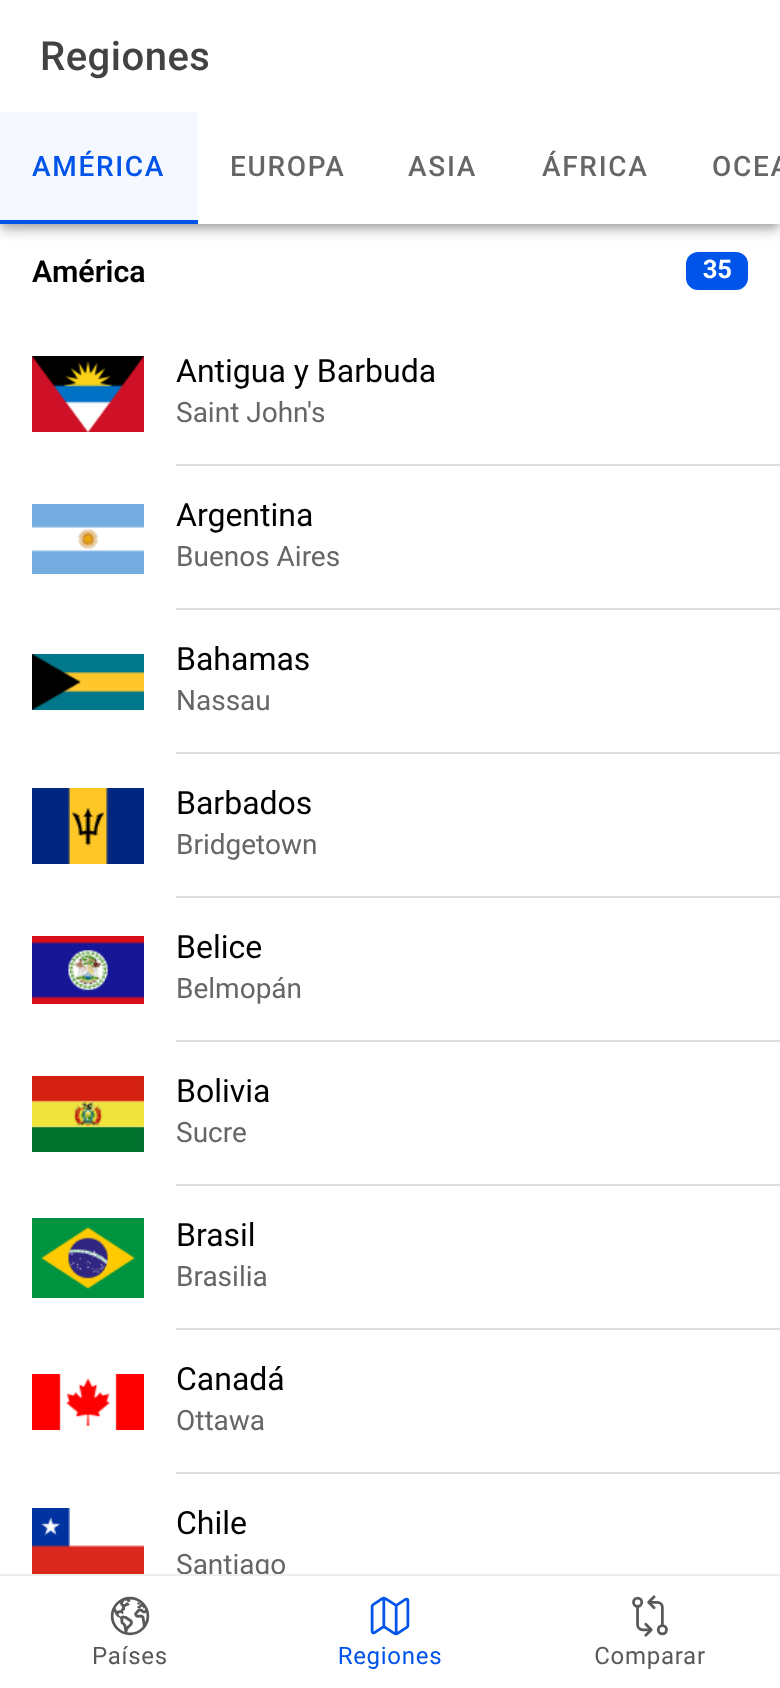 Regiones
AMÉRICA EUROPA ASIA ÁFRICA
América 35
Antigua y Barbuda
Saint John's
Argentina
Buenos Aires
Bahamas
Nassau
Barbados
Bridgetown
Belice
Belmopán
Bolivia
Sucre
Brasil
Brasilia
Canadá
Ottawa
Chile
Santiago
Países Regiones Comparar